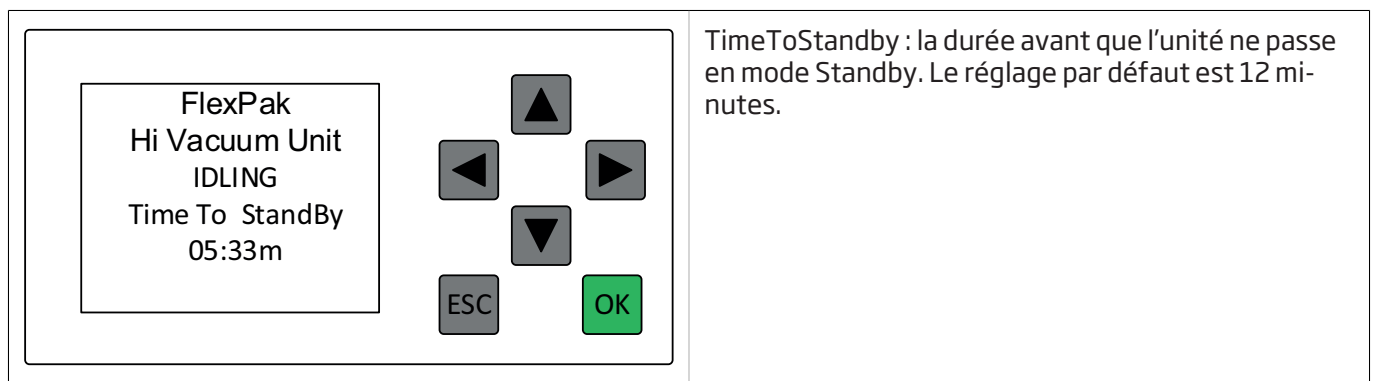 FlexPak
Hi Vacuum Unit
IDLING
Time To StandBy
05:33m
ESC
OK
TimeToStandby : la durée avant que l'unité ne passe
en mode Standby. Le réglage par défaut est 12 mi-
nutes.